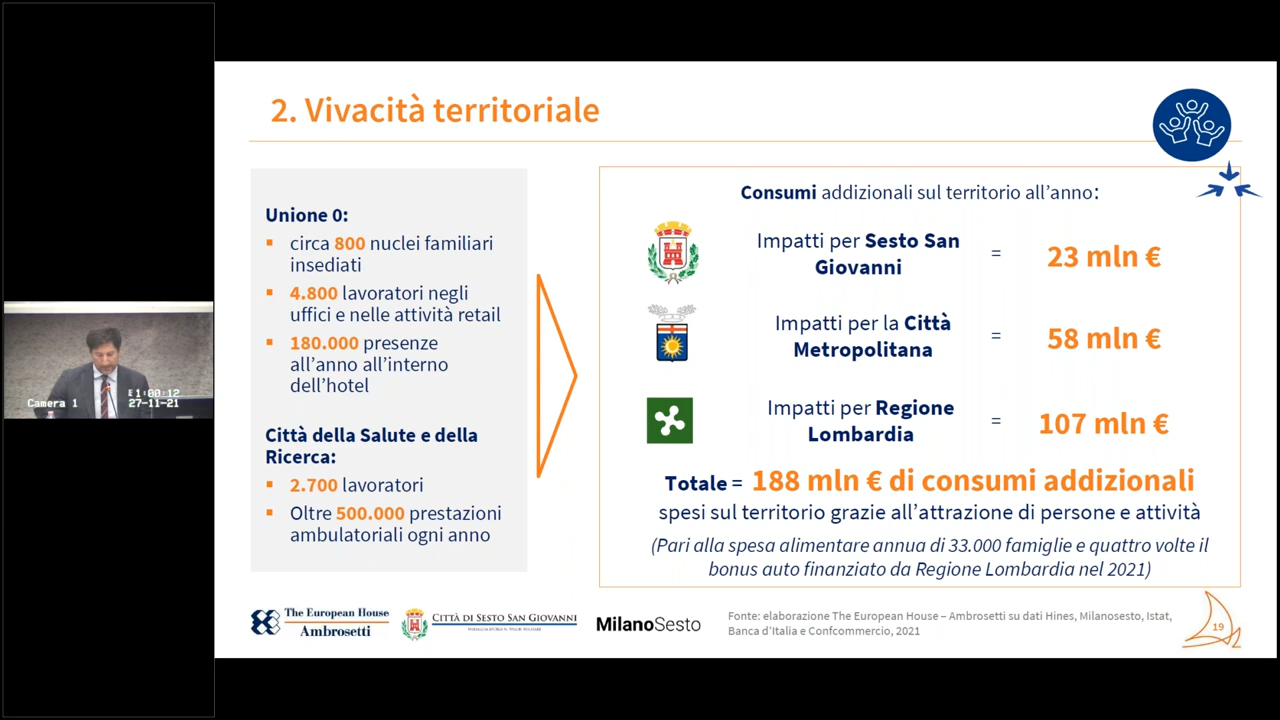 2. Vivacità territoriale
Unione 0:
circa 800 nuclei familiari
insediati
4.800 lavoratori negli
uffici e nelle attività retail
180.000 presenze
all'anno all'interno
dell'hotel
Città della Salute e della
Ricerca:
2.700 lavoratori
Oltre 500.000 prestazioni
ambulatoriali ogni anno
Consumi addizionali sul territorio all'anno:
Impatti per Sesto San
Giovanni
=
23 mln €
Impatti per la Città
Metropolitana
=
58 mln €
Impatti per Regione
Lombardia
=
107 mln €
Totale = 188 mln € di consumi addizionali
spesi sul territorio grazie all'attrazione di persone e attività
(Pari alla spesa alimentare annua di 33.000 famiglie e quattro volte il
bonus auto finanziato da Regione Lombardia nel 2021)
Camera 1
1:00:12
27-11-21
The European House
Ambrosetti
CITTÀ DI SESTO SAN GIOVANNI
MilanoSesto
Fonte: elaborazione The European House – Ambrosetti su dati Hines, Milanosesto, Istat,
Banca d'Italia e Confcommercio, 2021
19